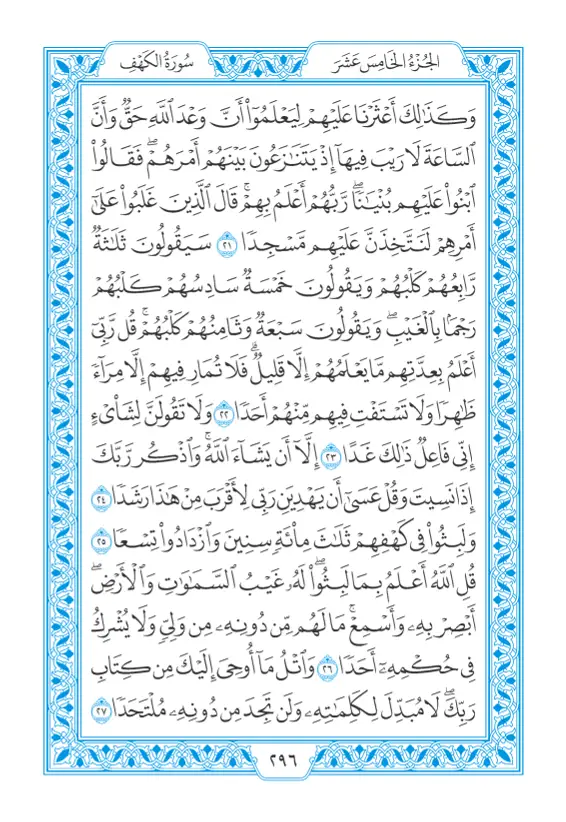 الجُزْءُ الخَامِسَ عَشَرَ
سُورَةُ الكَهْفِ
وَكَذَٰلِكَ أَعْثَرْنَا عَلَيْهِمْ لِيَعْلَمُوٓا۟ أَنَّ وَعْدَ ٱللَّهِ حَقٌّ وَأَنَّ
ٱلسَّاعَةَ لَا رَيْبَ فِيهَآ إِذْ يَتَنَٰزَعُونَ بَيْنَهُمْ أَمْرَهُمْ ۖ فَقَالُوا۟
ٱبْنُوا۟ عَلَيْهِم بُنْيَٰنًا ۖ رَّبُّهُمْ أَعْلَمُ بِهِمْ ۚ قَالَ ٱلَّذِينَ غَلَبُوا۟ عَلَىٰٓ
أَمْرِهِمْ لَنَتَّخِذَنَّ عَلَيْهِم مَّسْجِدًا ٢١ سَيَقُولُونَ ثَلَٰثَةٌ
رَّابِعُهُمْ كَلْبُهُمْ وَيَقُولُونَ خَمْسَةٌ سَادِسُهُمْ كَلْبُهُمْ
رَجْمًۢا بِٱلْغَيْبِ ۖ وَيَقُولُونَ سَبْعَةٌ وَثَامِنُهُمْ كَلْبُهُمْ ۚ قُل رَّبِّىٓ
أَعْلَمُ بِعِدَّتِهِم مَّا يَعْلَمُهُمْ إِلَّا قَلِيلٌ ۗ فَلَا تُمَارِ فِيهِمْ إِلَّا مِرَآءً
ظَٰهِرًا وَلَا تَسْتَفْتِ فِيهِم مِّنْهُمْ أَحَدًا ٢٢ وَلَا تَقُولَنَّ لِشَا۟ىْءٍ
إِنِّى فَاعِلٌ ذَٰلِكَ غَدًا ٢٣ إِلَّآ أَن يَشَآءَ ٱللَّهُ ۚ وَٱذْكُر رَّبَّكَ
إِذَا نَسِيتَ وَقُلْ عَسَىٰٓ أَن يَهْدِيَنِ رَبِّى لِأَقْرَبَ مِنْ هَٰذَا رَشَدًا ٢٤
وَلَبِثُوا۟ فِى كَهْفِهِمْ ثَلَٰثَ مِا۟ئَةٍ سِنِينَ وَٱزْدَادُوا۟ تِسْعًا ٢٥
قُلِ ٱللَّهُ أَعْلَمُ بِمَا لَبِثُوا۟ ۖ لَهُۥ غَيْبُ ٱلسَّمَٰوَٰتِ وَٱلْأَرْضِ ۖ
أَبْصِرْ بِهِۦ وَأَسْمِعْ ۚ مَا لَهُم مِّن دُونِهِۦ مِن وَلِىٍّ وَلَا يُشْرِكُ
فِى حُكْمِهِۦٓ أَحَدًا ٢٦ وَٱتْلُ مَآ أُوحِىَ إِلَيْكَ مِن كِتَابِ
رَبِّكَ ۖ لَا مُبَدِّلَ لِكَلِمَٰتِهِۦ وَلَن تَجِدَ مِن دُونِهِۦ مُلْتَحَدًا ٢٧
٢٩٦